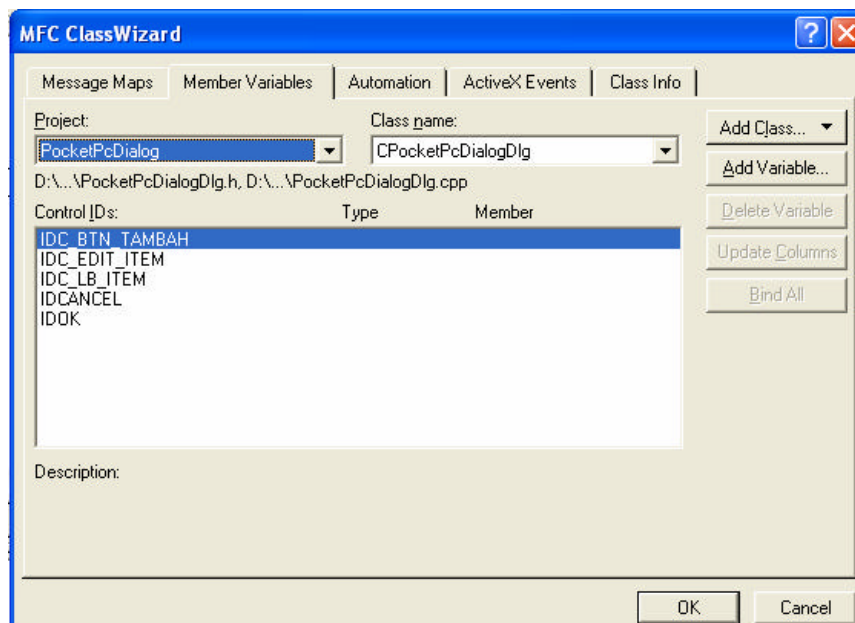 MFC ClassWizard
Message Maps Member Variables Automation ActiveX Events Class Info
Project: Class name:
PocketPcDialog CPocketPcDialogDlg
Add Class...
Add Variable...
D:\...\PocketPcDialogDlg.h, D:\...\PocketPcDialogDlg.cpp
Control IDs: Type Member
Delete Variable
IDC_BTN_TAMBAH
IDC_EDIT_ITEM
Update Columns
IDC_LB_ITEM
IDCANCEL
Bind All
IDOK
Description:
OK Cancel